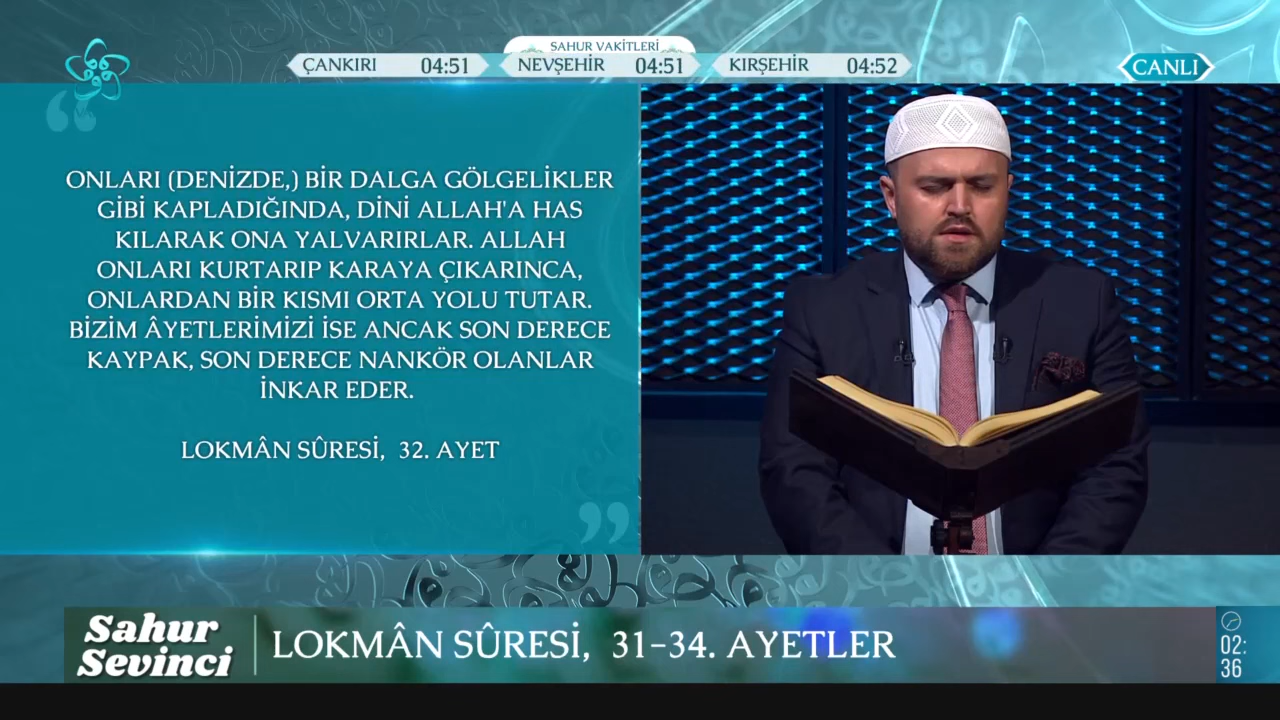 SAHUR VAKİTLERİ
ÇANKIRI 04:51 NEVŞEHİR 04:51 KIRŞEHİR 04:52
CANLI
ONLARI (DENİZDE,) BİR DALGA GÖLGELİKLER
GİBİ KAPLADIĞINDA, DİNİ ALLAH'A HAS
KILARAK ONA YALVARIRLAR. ALLAH
ONLARI KURTARIP KARAYA ÇIKARINCA,
ONLARDAN BİR KISMI ORTA YOLU TUTAR.
BİZİM ÂYETLERİMİZİ İSE ANCAK SON DERECE
KAYPAK, SON DERECE NANKÖR OLANLAR
İNKAR EDER.
LOKMÂN SÛRESİ, 32. AYET
Sahur
Sevinci
LOKMÂN SÛRESİ, 31-34. AYETLER
02:
36